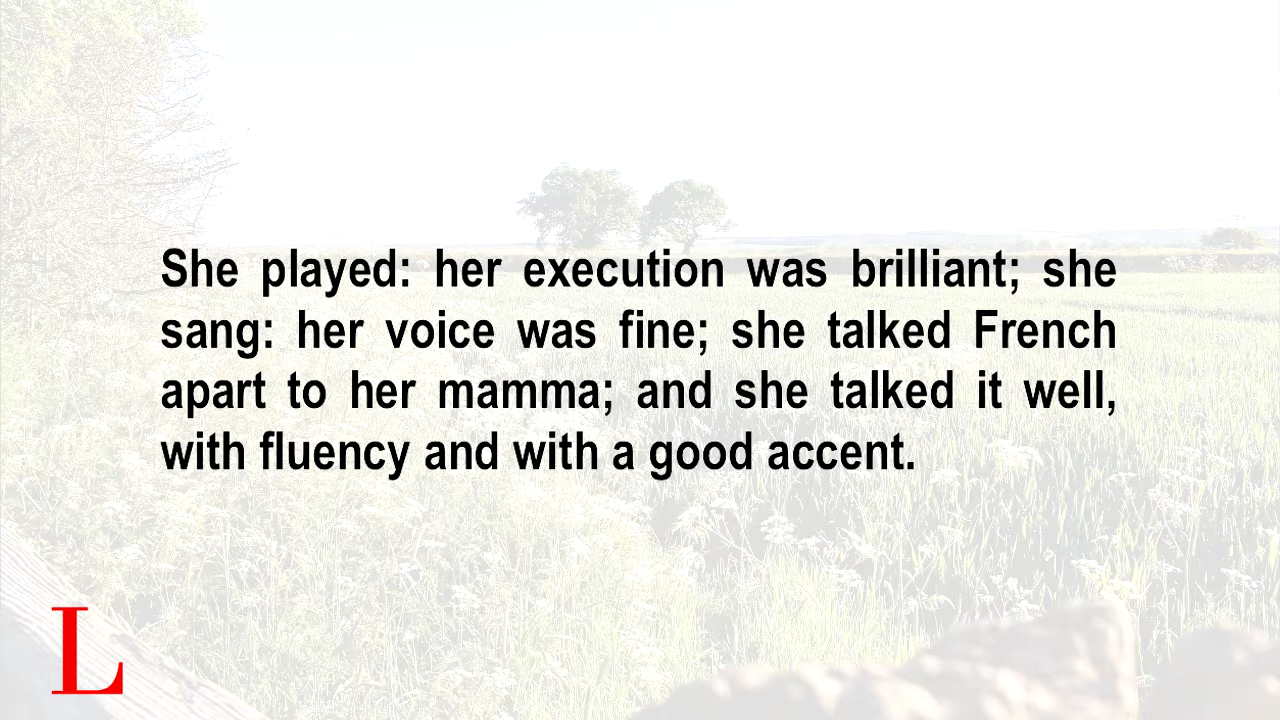 She played: her execution was brilliant; she
sang: her voice was fine; she talked French
apart to her mamma; and she talked it well,
with fluency and with a good accent.
L